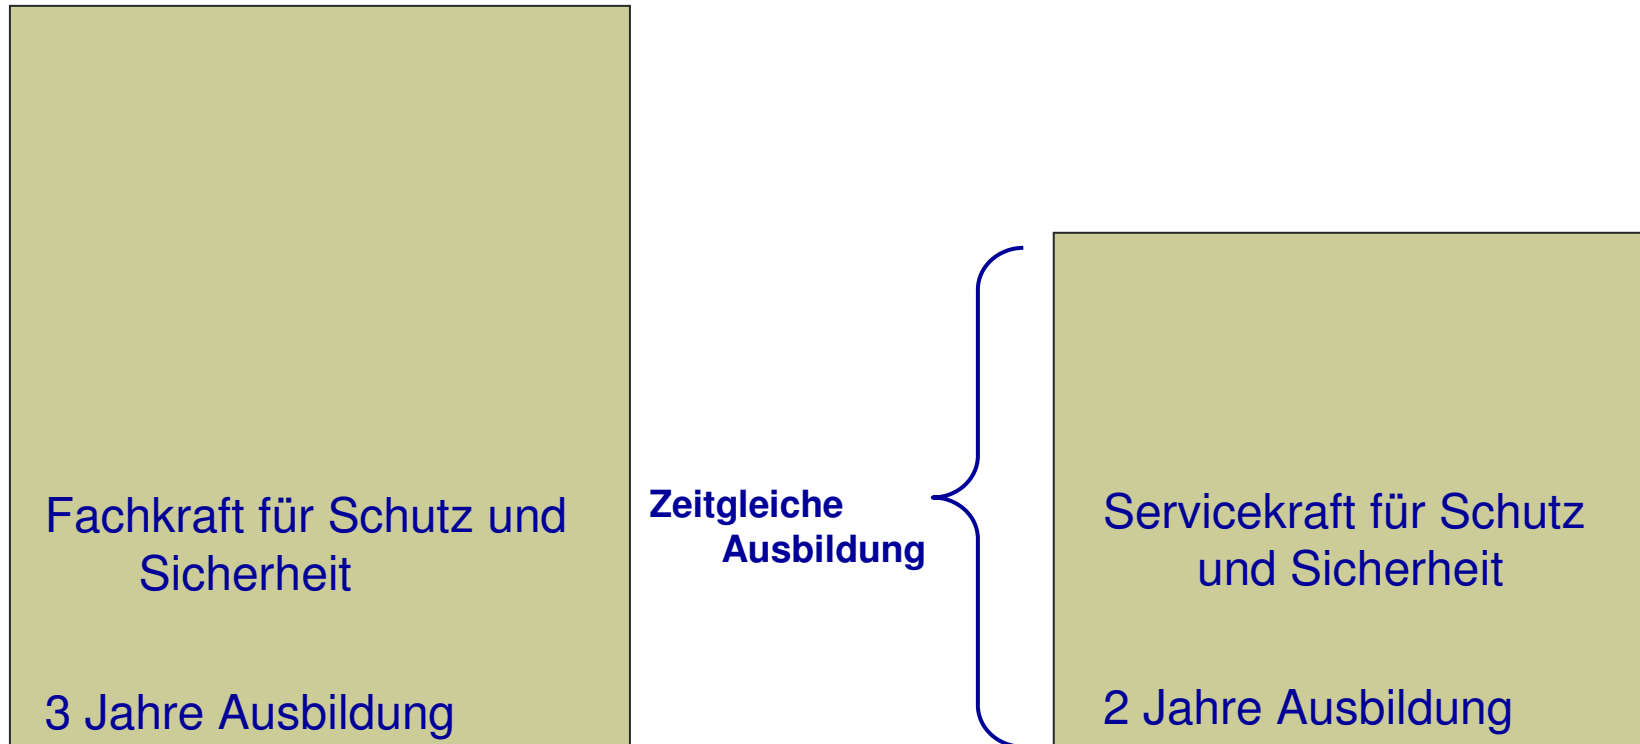 Fachkraft für Schutz und
Sicherheit
3 Jahre Ausbildung
Zeitgleiche
Ausbildung
Servicekraft für Schutz
und Sicherheit
2 Jahre Ausbildung